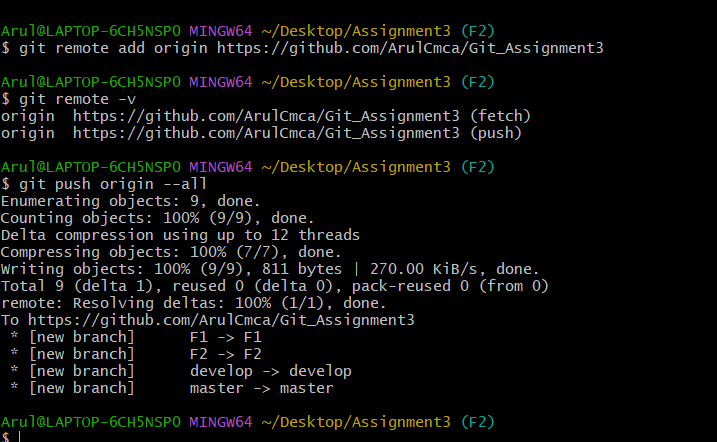 Arul@LAPTOP-6CH5NSPO MINGW64 ~/Desktop/Assignment3 (F2)
$ git remote add origin https://github.com/ArulCmca/Git_Assignment3
Arul@LAPTOP-6CH5NSPO MINGW64 ~/Desktop/Assignment3 (F2)
$ git remote -v
origin  https://github.com/ArulCmca/Git_Assignment3 (fetch)
origin  https://github.com/ArulCmca/Git_Assignment3 (push)
Arul@LAPTOP-6CH5NSPO MINGW64 ~/Desktop/Assignment3 (F2)
$ git push origin --all
Enumerating objects: 9, done.
Counting objects: 100% (9/9), done.
Delta compression using up to 12 threads
Compressing objects: 100% (7/7), done.
Writing objects: 100% (9/9), 811 bytes | 270.00 KiB/s, done.
Total 9 (delta 1), reused 0 (delta 0), pack-reused 0 (from 0)
remote: Resolving deltas: 100% (1/1), done.
To https://github.com/ArulCmca/Git_Assignment3
 * [new branch]      F1 -> F1
 * [new branch]      F2 -> F2
 * [new branch]      develop -> develop
 * [new branch]      master -> master
Arul@LAPTOP-6CH5NSPO MINGW64 ~/Desktop/Assignment3 (F2)
$